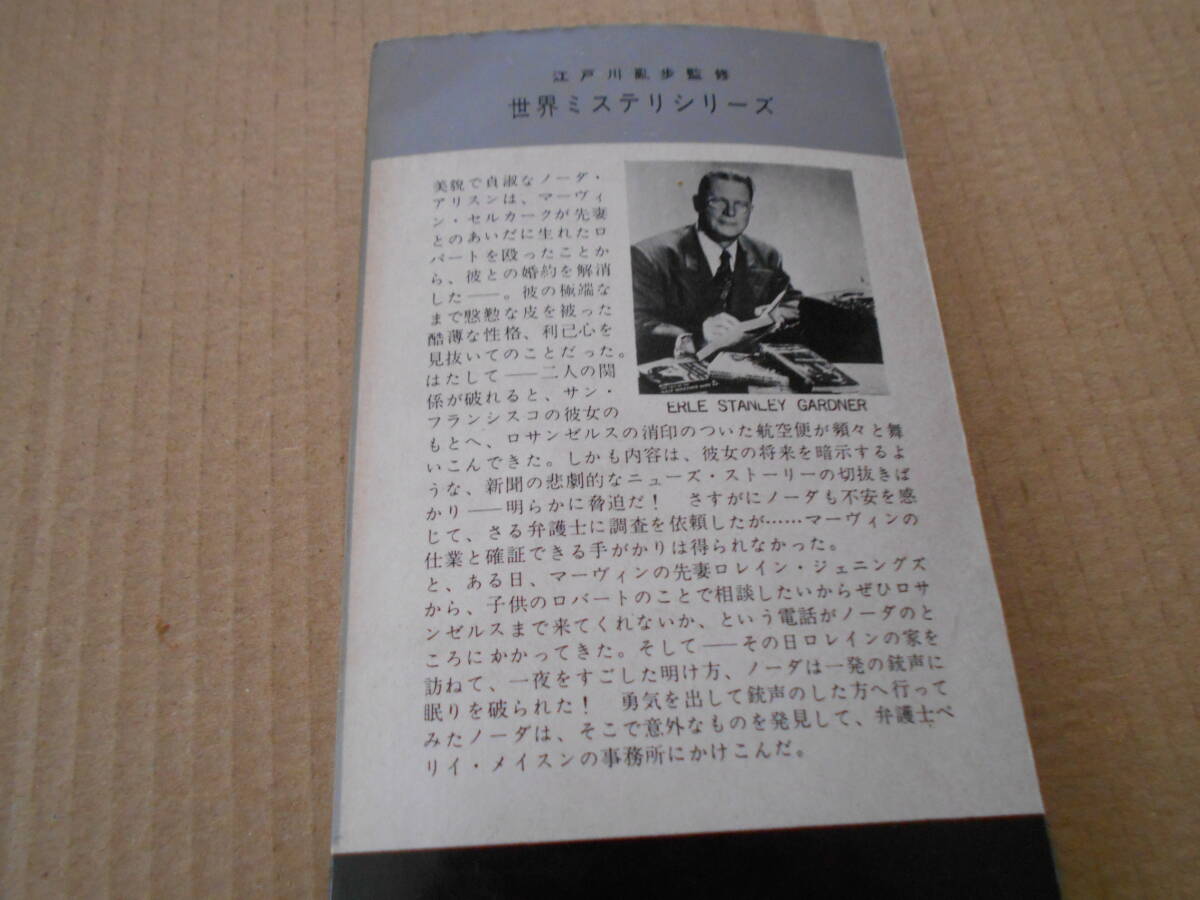 江戸川亂歩監修
世界ミステリシリーズ
美貌で貞淑なノーダ・
アリスンは、マーヴィ
ン・セルカークが先妻
とのあいだに生れたロ
バートを殴ったことか
ら、彼との婚約を解消
した――。彼の極端な
まで慇懃な皮を被った
酷薄な性格、利己心を
見抜いてのことだった。
はたして――二人の関
係が破れると、サン・
フランシスコの彼女の
もとへ、ロサンゼルスの消印のついた航空便が頻々と舞
いこんできた。しかも内容は、彼女の将来を暗示するよ
うな、新聞の悲劇的なニューズ・ストーリーの切抜きば
かり――明らかに脅迫だ！　さすがにノーダも不安を感
じて、さる弁護士に調査を依頼したが……マーヴィンの
仕業と確証できる手がかりは得られなかった。
と、ある日、マーヴィンの先妻ロレイン・ジェニングズ
から、子供のロバートのことで相談したいからぜひロサ
ンゼルスまで来てくれないか、という電話がノーダのと
ころにかかってきた。そして――その日ロレインの家を
訪ねて、一夜をすごした明け方、ノーダは一発の銃声に
眠りを破られた！　勇気を出して銃声のした方へ行って
みたノーダは、そこで意外なものを発見して、弁護士ペ
リイ・メイスンの事務所にかけこんだ。
ERLE STANLEY GARDNER